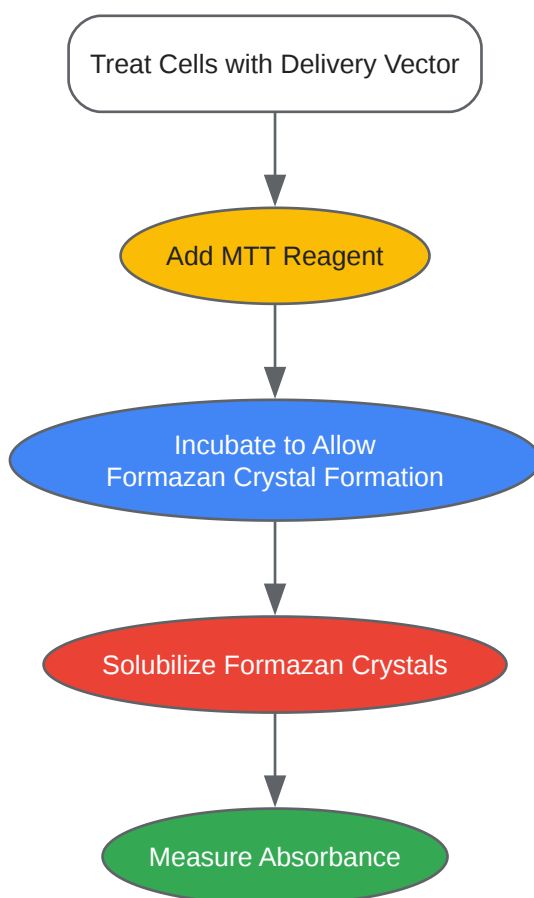 Treat Cells with Delivery Vector
Add MTT Reagent
Incubate to Allow
Formazan Crystal Formation
Solubilize Formazan Crystals
Measure Absorbance